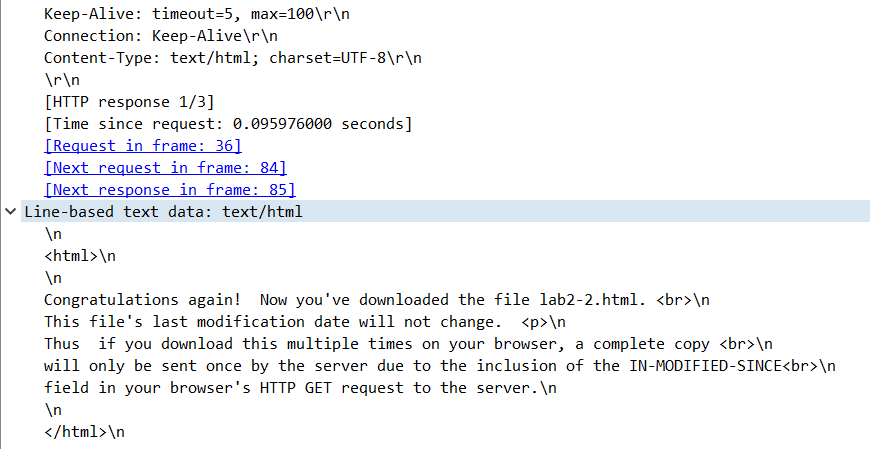 Keep-Alive: timeout=5, max=100\r\n
Connection: Keep-Alive\r\n
Content-Type: text/html; charset=UTF-8\r\n
\r\n
[HTTP response 1/3]
[Time since request: 0.095976000 seconds]
[Request in frame: 36]
[Next request in frame: 84]
[Next response in frame: 85]
Line-based text data: text/html
\n
<html>\n
\n
Congratulations again!  Now you've downloaded the file lab2-2.html. <br>\n
This file's last modification date will not change.  <p>\n
Thus  if you download this multiple times on your browser, a complete copy <br>\n
will only be sent once by the server due to the inclusion of the IN-MODIFIED-SINCE<br>\n
field in your browser's HTTP GET request to the server.\n
\n
</html>\n